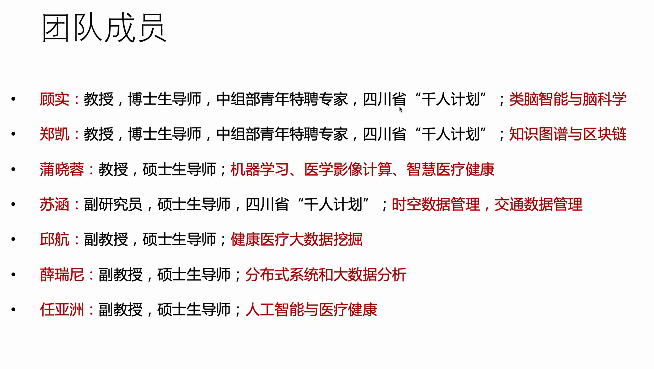 团队成员
• 顾实：教授，博士生导师，中组部青年特聘专家，四川省“千人计划”；类脑智能与脑科学
• 郑凯：教授，博士生导师，中组部青年特聘专家，四川省“千人计划”；知识图谱与区块链
• 蒲晓蓉：教授，硕士生导师；机器学习、医学影像计算、智慧医疗健康
• 苏涵：副研究员，硕士生导师，四川省“千人计划”；时空数据管理，交通数据管理
• 邱航：副教授，硕士生导师；健康医疗大数据挖掘
• 薛瑞尼：副教授，硕士生导师；分布式系统和大数据分析
• 任亚洲：副教授，硕士生导师；人工智能与医疗健康